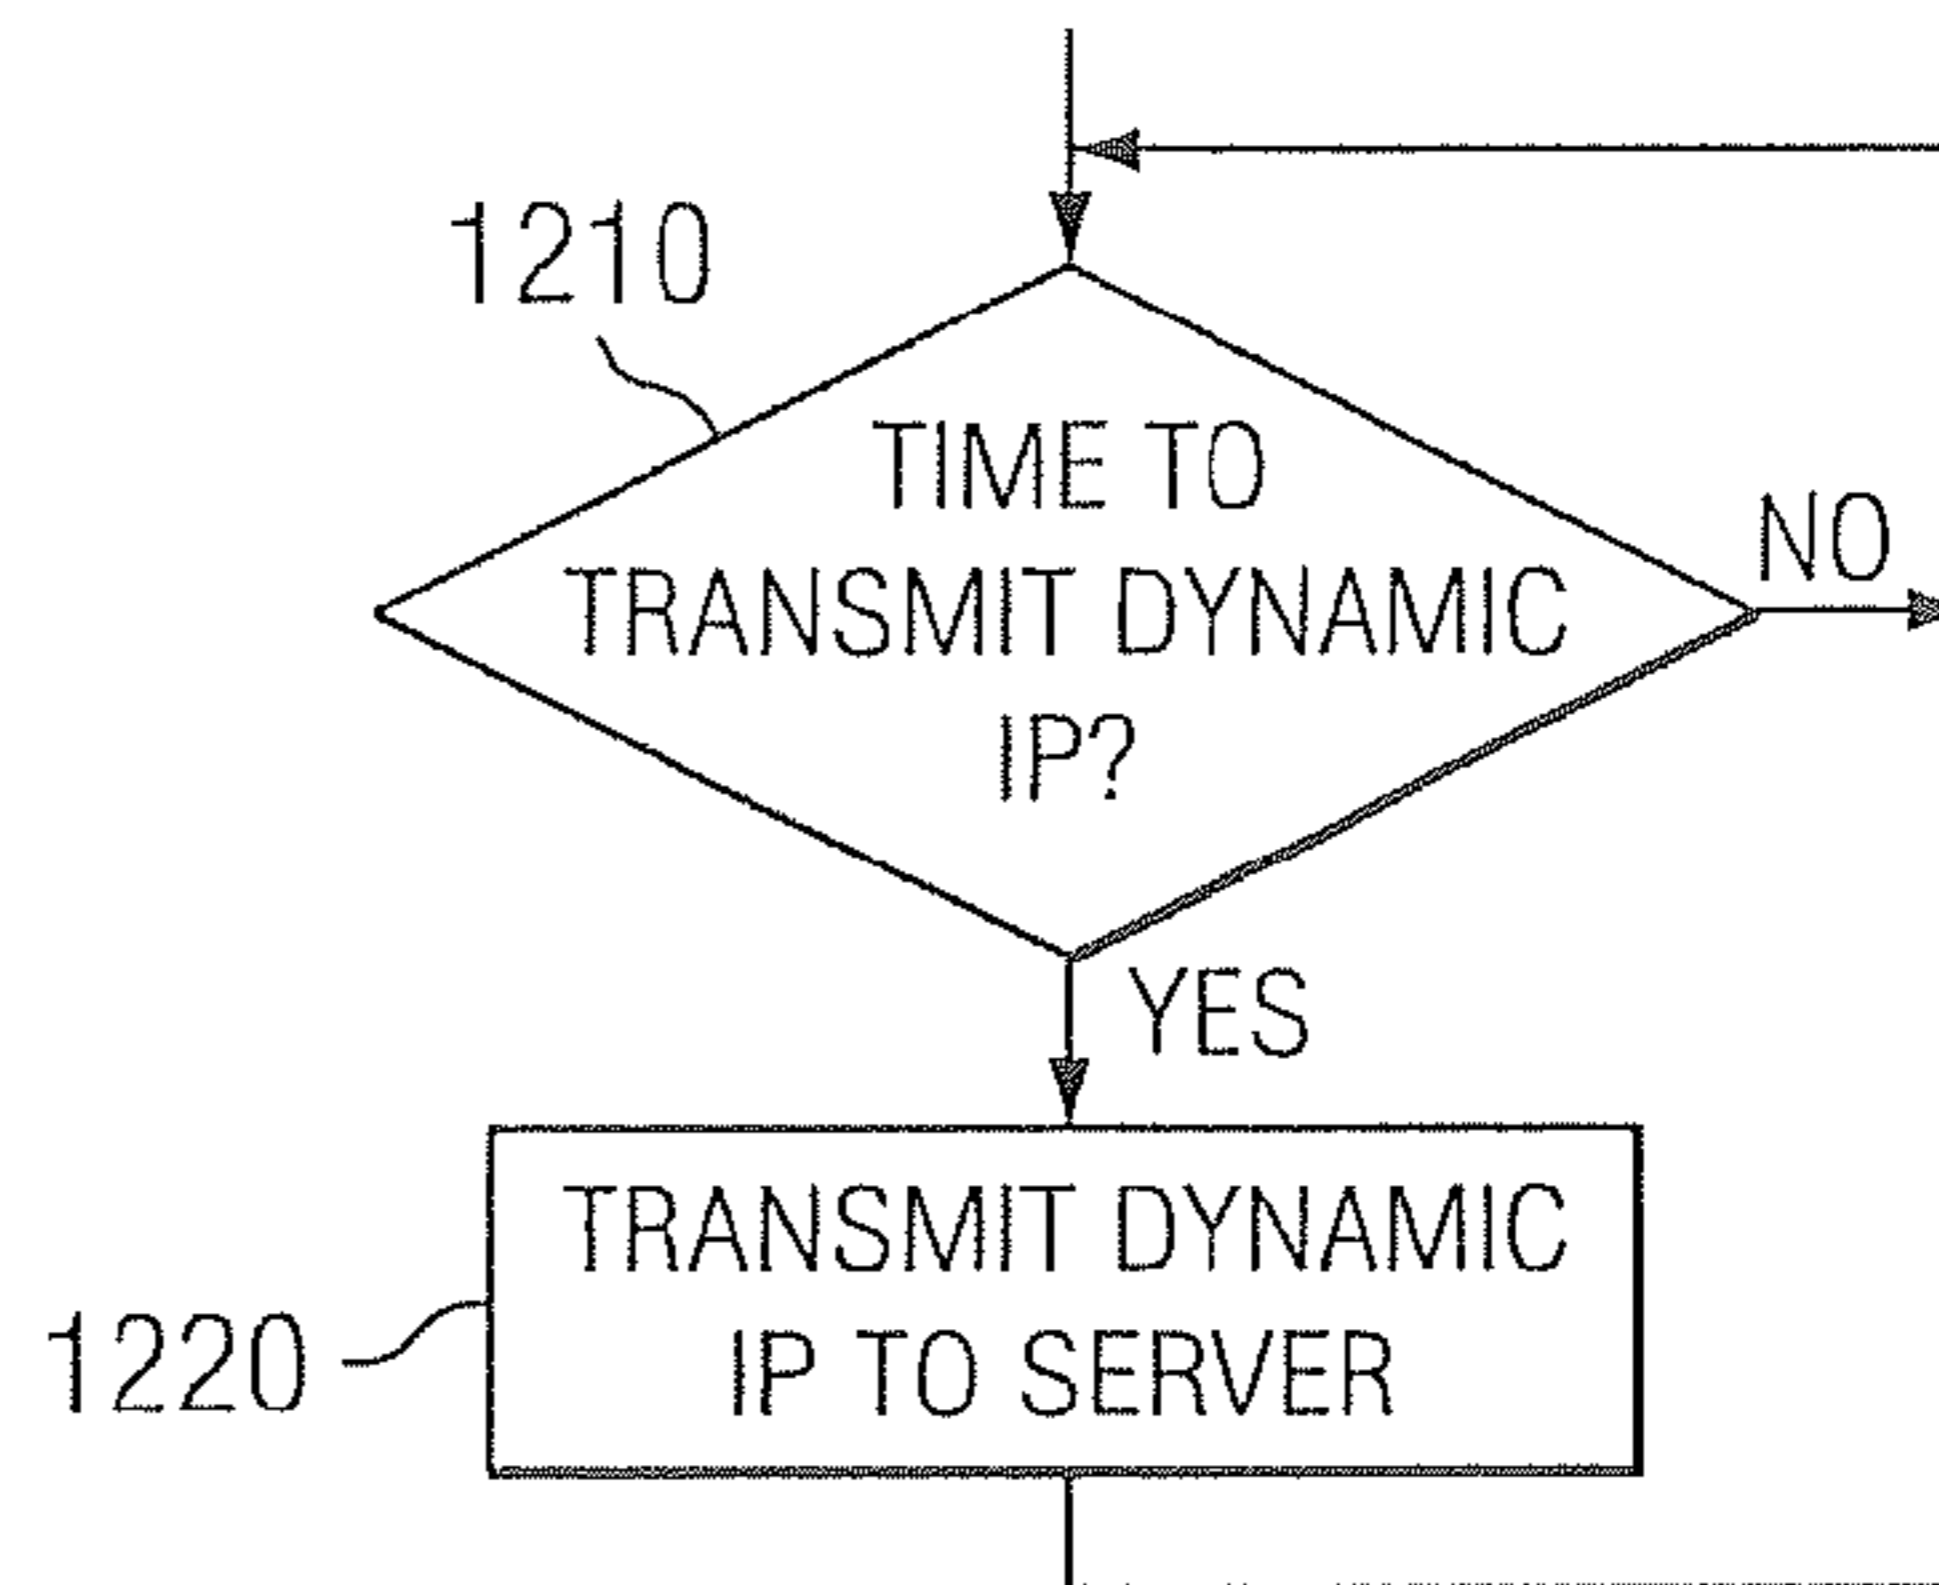 1210
TIME TO
TRANSMIT DYNAMIC
IP?
NO
YES
TRANSMIT DYNAMIC
IP TO SERVER
1220